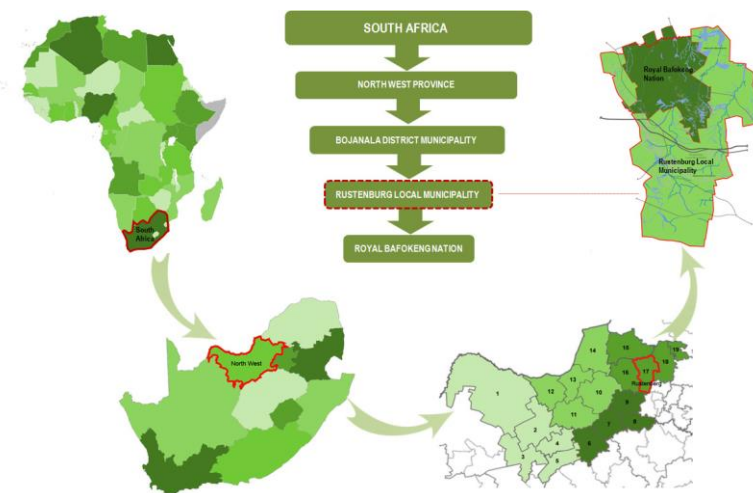 SOUTH AFRICA
NORTH WEST PROVINCE
BOJANALA DISTRICT MUNICIPALITY
RUSTENBURG LOCAL MUNICIPALITY
ROYAL BAFOKENG NATION
South
Africa
Royal Bafokeng
Nation
Rustenburg Local
Municipality
North West
14
15
19
1
12
13
16
17
18
10
11
9
2
7
8
4
6
3
5